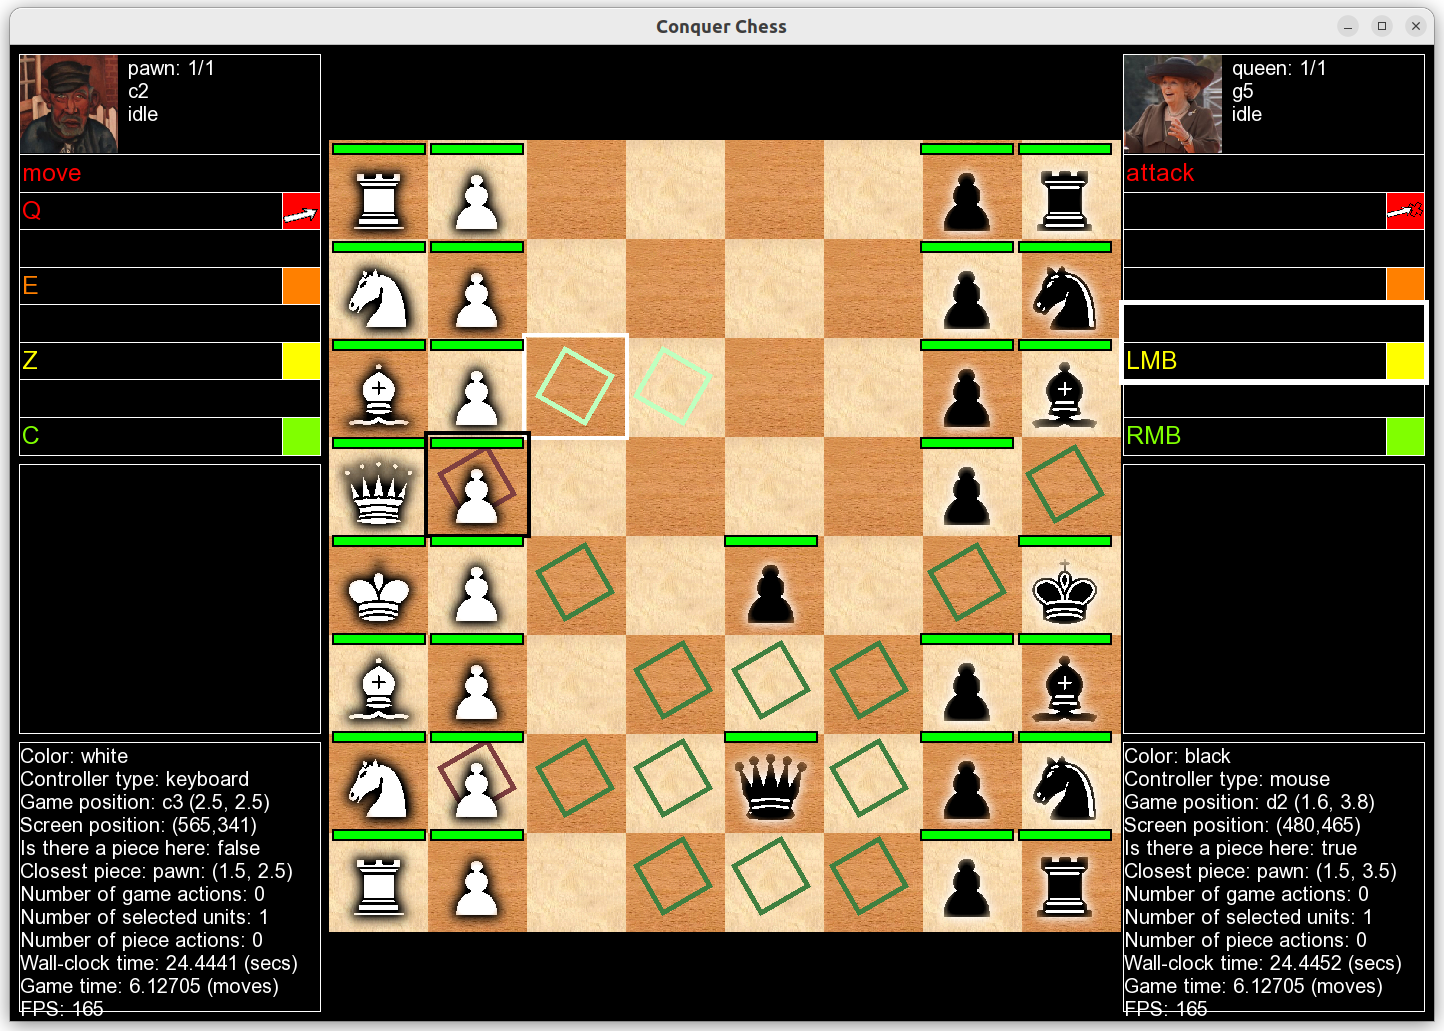 Conquer Chess
pawn: 1/1
c2
idle
move
Q
E
Z
C
Color: white
Controller type: keyboard
Game position: c3 (2.5, 2.5)
Screen position: (565,341)
Is there a piece here: false
Closest piece: pawn: (1.5, 2.5)
Number of game actions: 0
Number of selected units: 1
Number of piece actions: 0
Wall-clock time: 24.4441 (secs)
Game time: 6.12705 (moves)
FPS: 165
queen: 1/1
g5
idle
attack
LMB
RMB
Color: black
Controller type: mouse
Game position: d2 (1.6, 3.8)
Screen position: (480,465)
Is there a piece here: true
Closest piece: pawn: (1.5, 3.5)
Number of game actions: 0
Number of selected units: 1
Number of piece actions: 0
Wall-clock time: 24.4452 (secs)
Game time: 6.12705 (moves)
FPS: 165